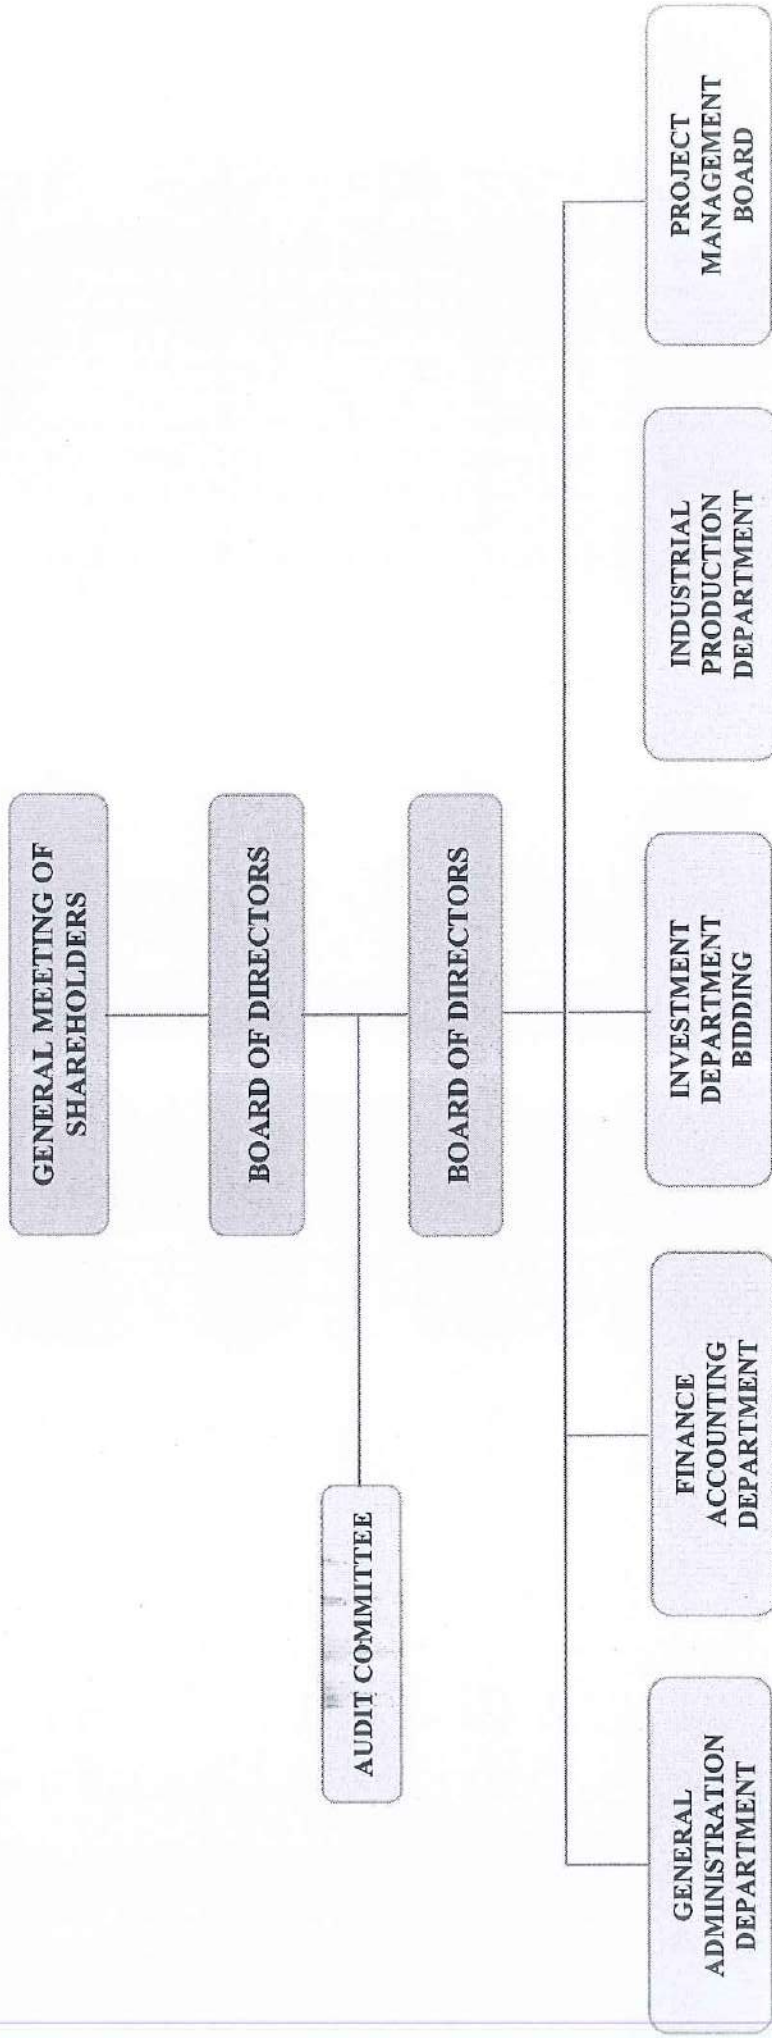 GENERAL MEETING OF
SHAREHOLDERS
BOARD OF DIRECTORS
AUDIT COMMITTEE
BOARD OF DIRECTORS
GENERAL
ADMINISTRATION
DEPARTMENT
FINANCE
ACCOUNTING
DEPARTMENT
INVESTMENT
DEPARTMENT
BIDDING
INDUSTRIAL
PRODUCTION
DEPARTMENT
PROJECT
MANAGEMENT
BOARD